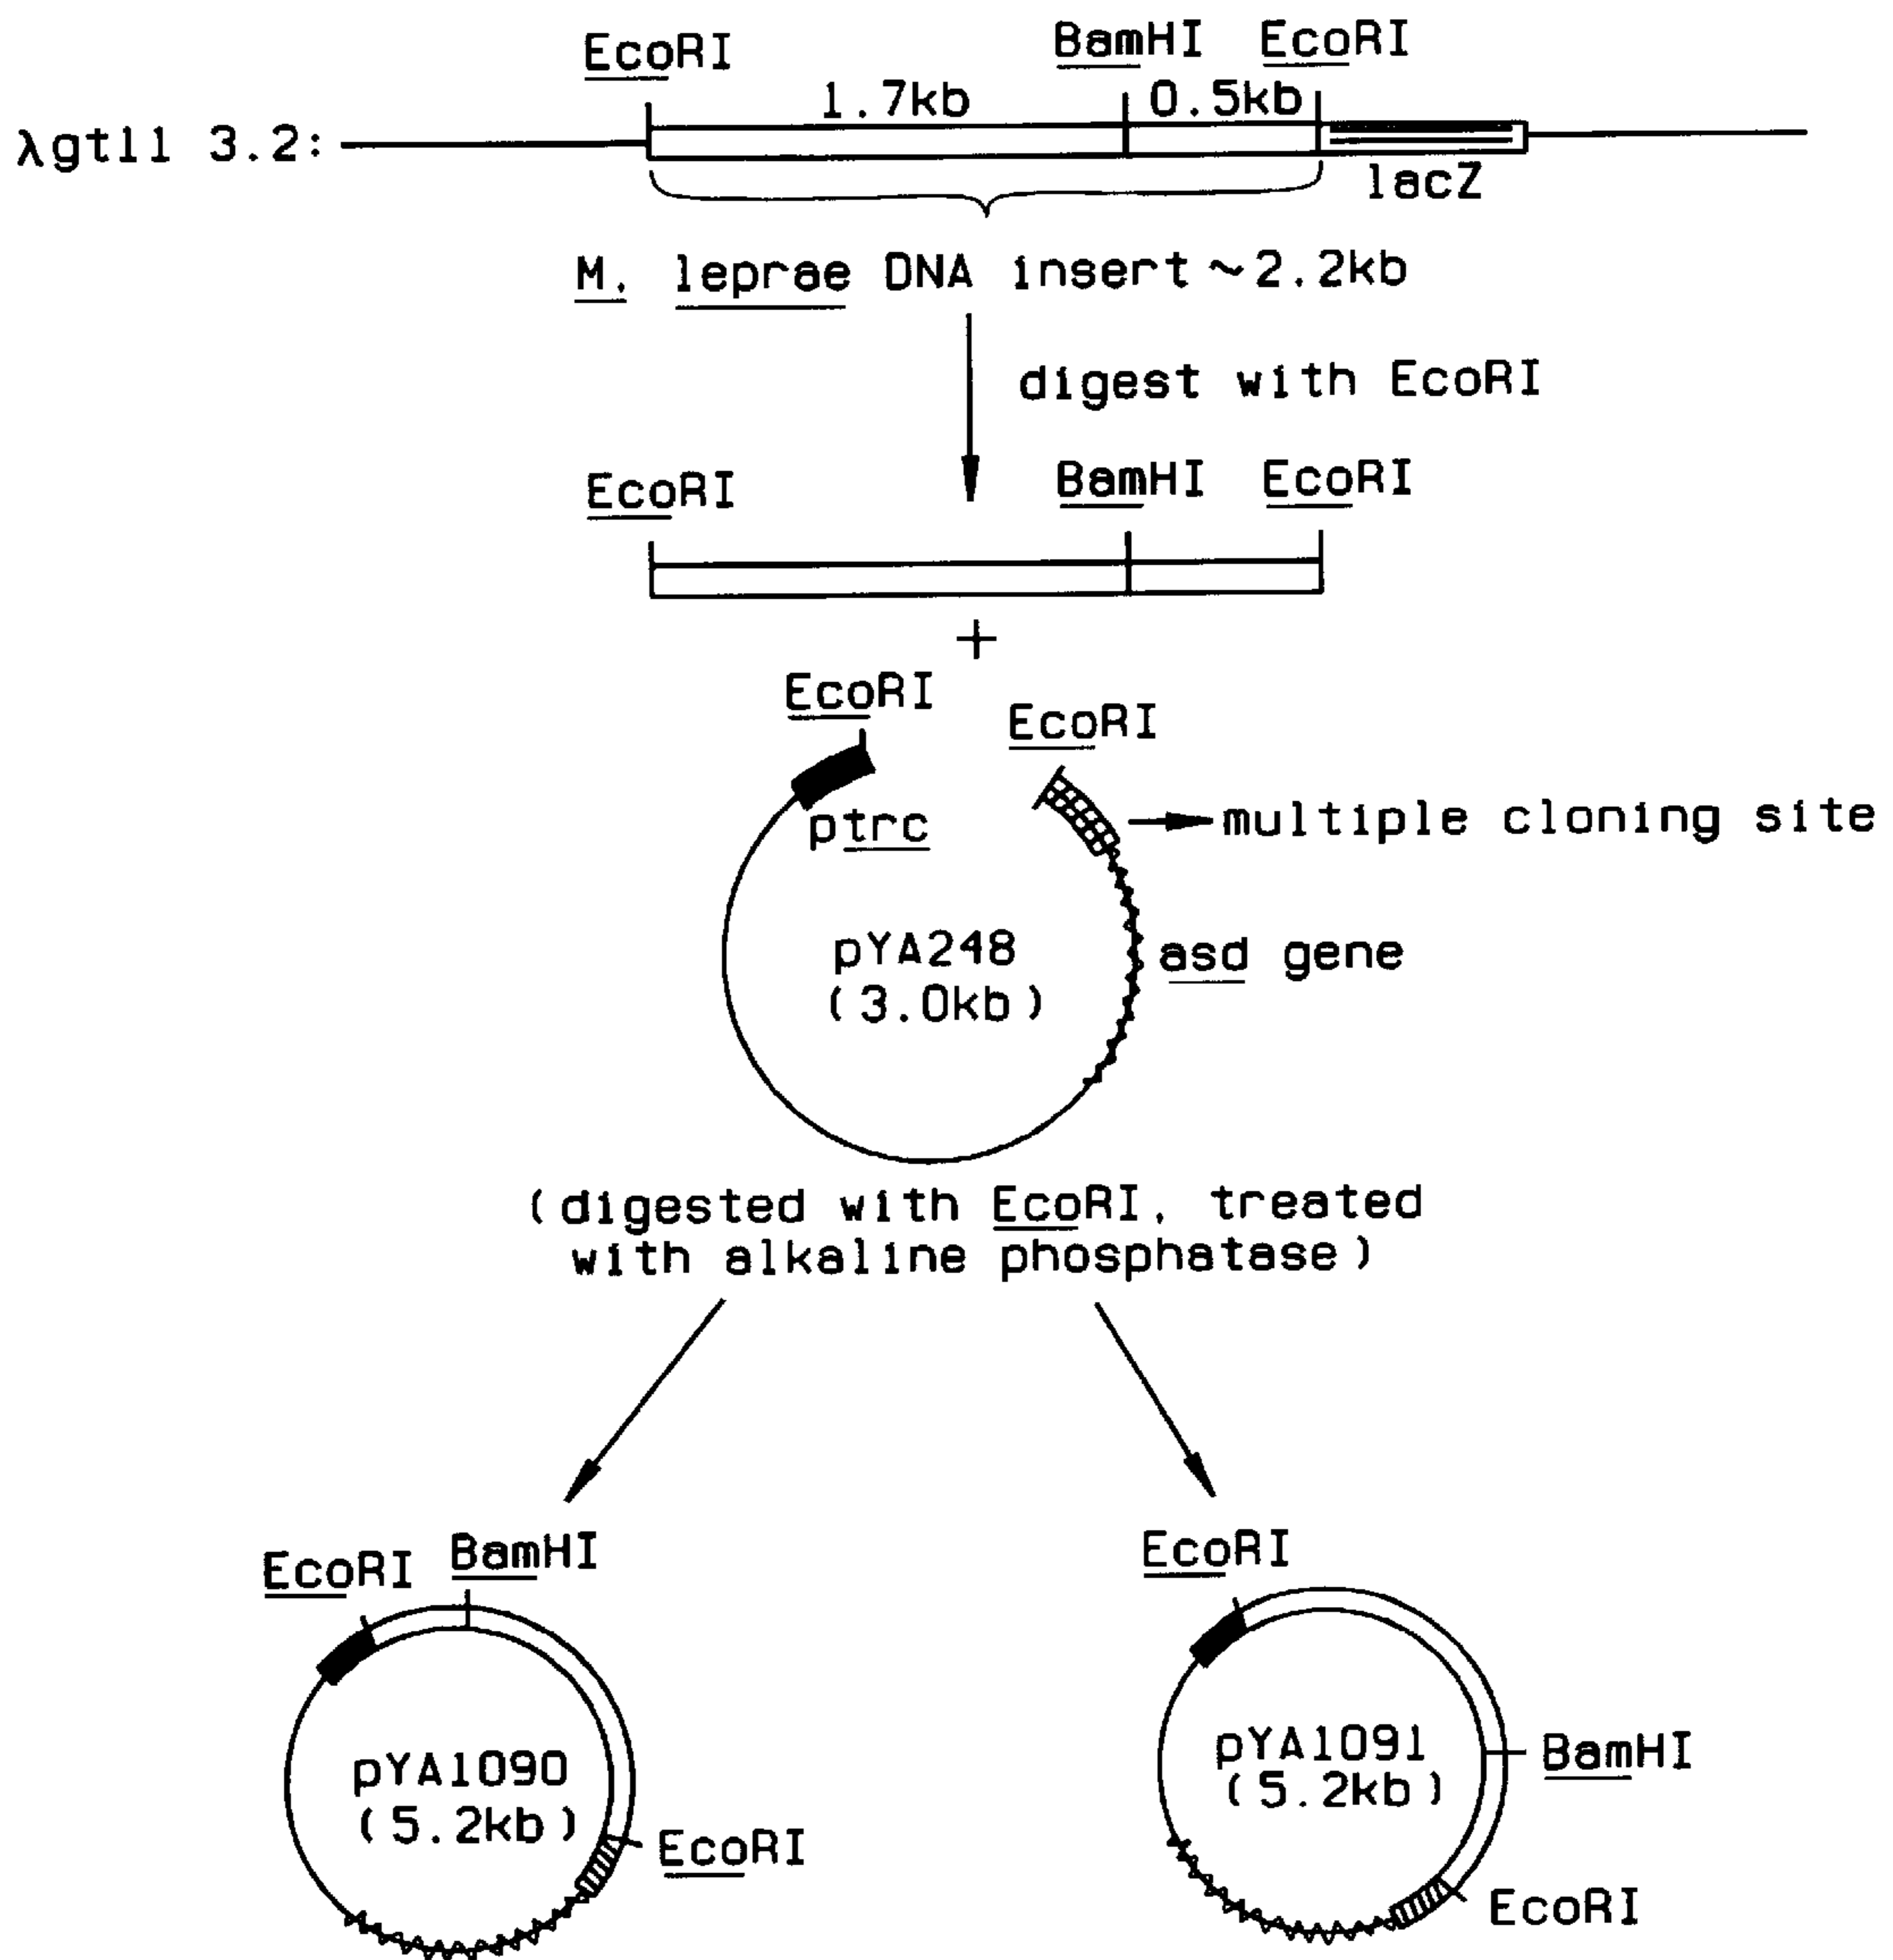 EcoRI BamHI EcoRI
1.7kb 0.5kb
λgt11 3.2:
lacZ
M. leprae DNA insert ~2.2kb
digest with EcoRI
EcoRI BamHI EcoRI
+
EcoRI
EcoRI
ptrc
multiple cloning site
pYA248
(3.0kb)
asd gene
(digested with EcoRI, treated
with alkaline phosphatase)
EcoRI BamHI
pYA1090
(5.2kb)
EcoRI
EcoRI
pYA1091
(5.2kb)
BamHI
EcoRI